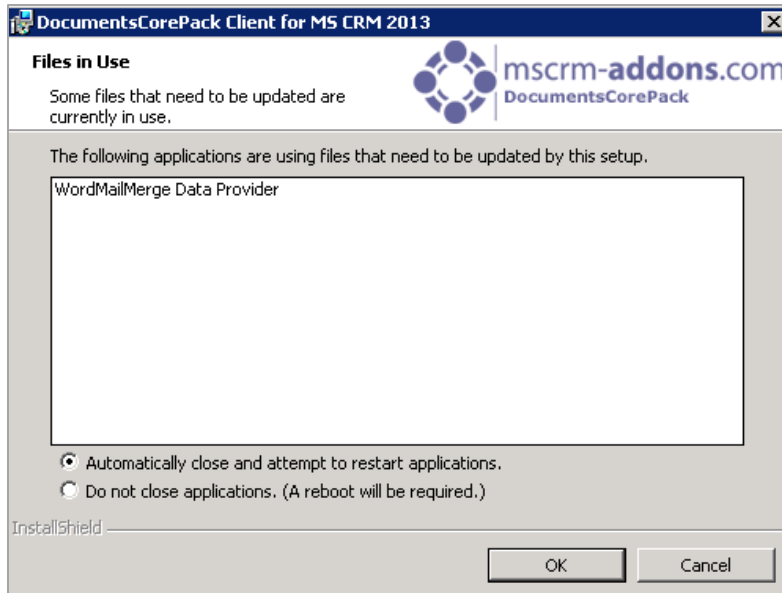 DocumentsCorePack Client for MS CRM 2013
Files in Use
mscrm-addons.com
DocumentsCorePack
Some files that need to be updated are
currently in use.
The following applications are using files that need to be updated by this setup.
WordMailMerge Data Provider
Automatically close and attempt to restart applications.
Do not close applications. (A reboot will be required.)
InstallShield
OK
Cancel